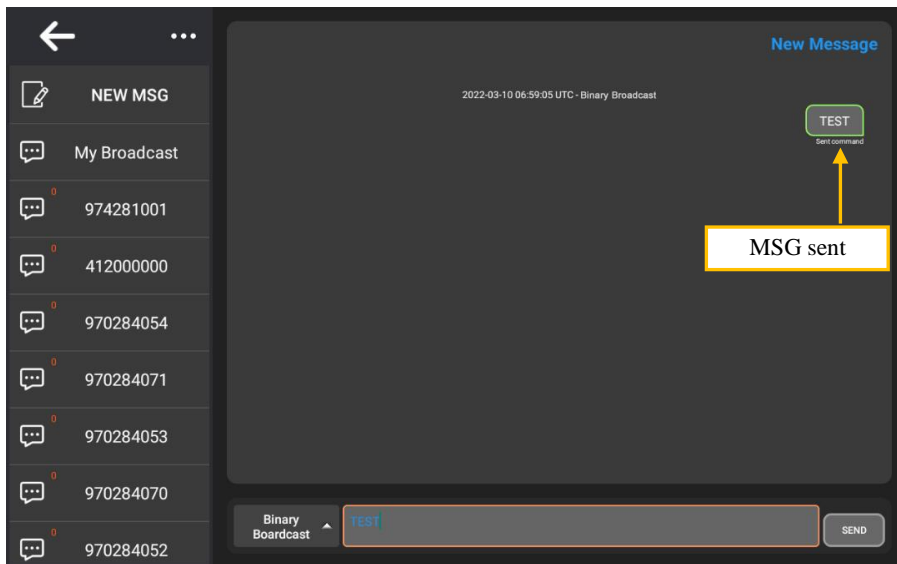 ...
NEW MSG
My Broadcast
0
974281001
0
412000000
0
970284054
0
970284071
0
970284053
0
970284070
0
970284052
New Message
2022-03-10 06:59:05 UTC - Binary Broadcast
TEST
Sent command
MSG sent
Binary
Boardcast
TEST
SEND